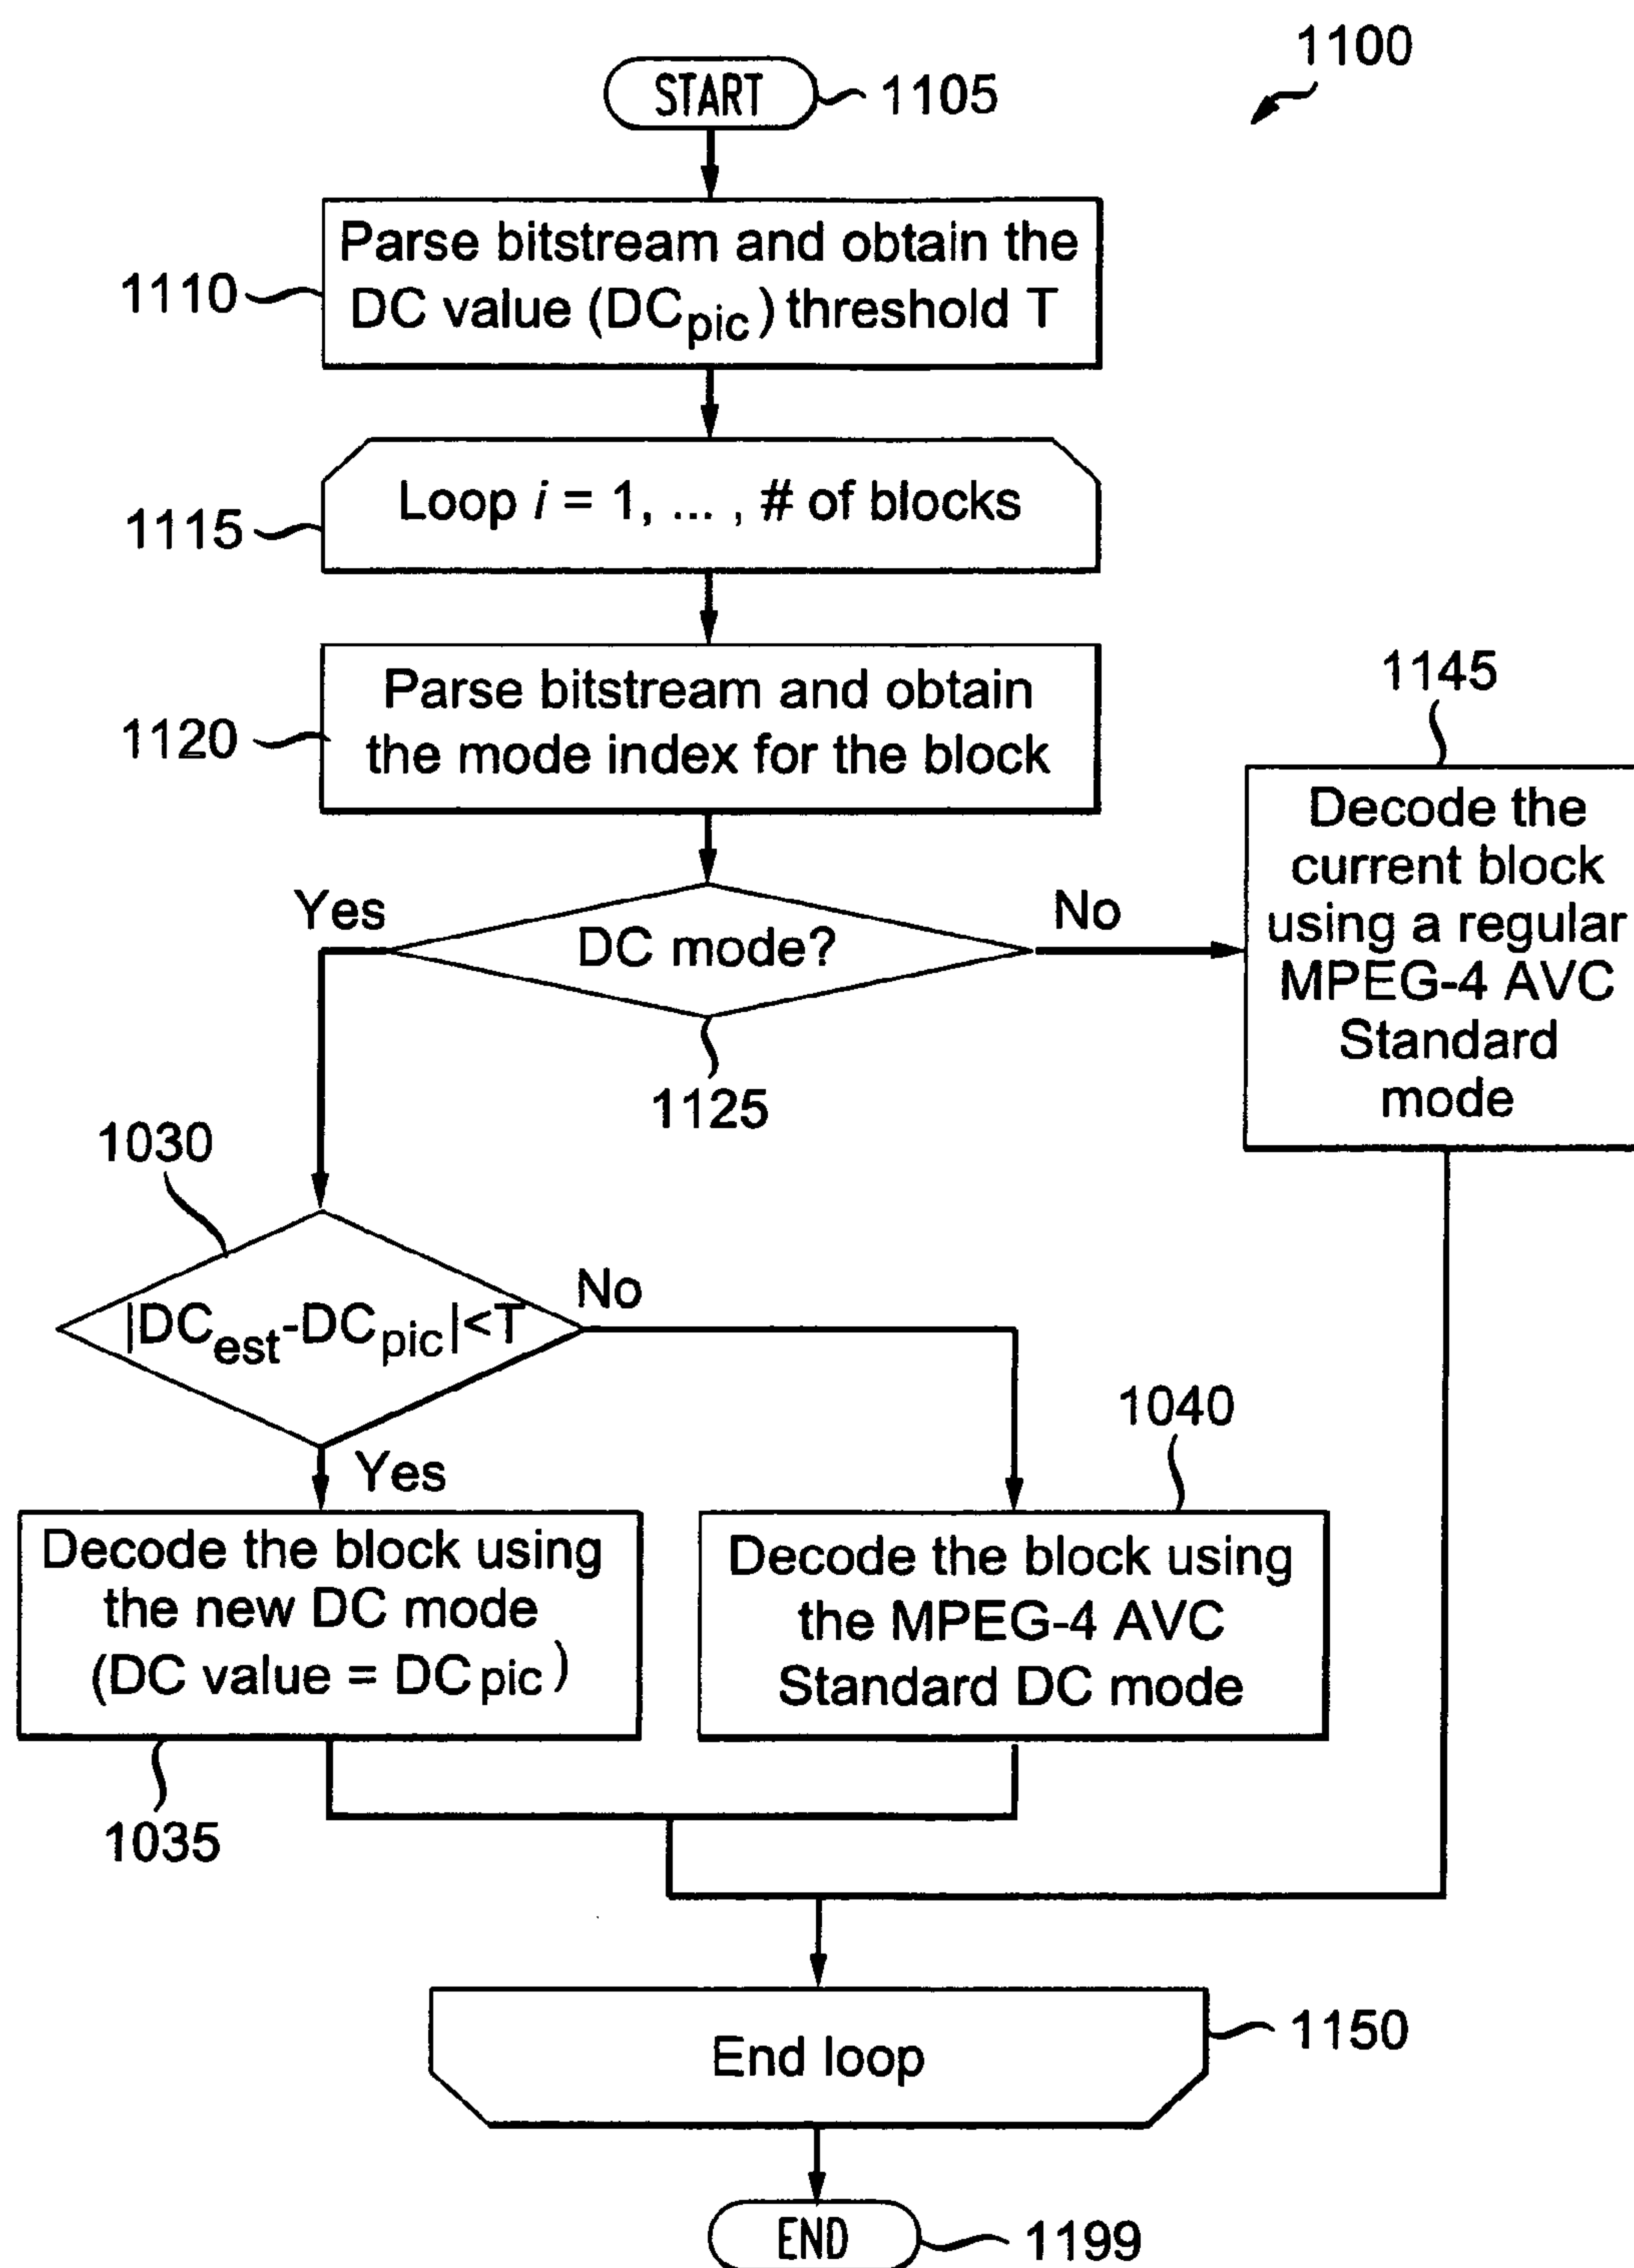 1100
START
1105
Parse bitstream and obtain the
DC value (DCpic) threshold T
1110
Loop i = 1, ... , # of blocks
1115
Parse bitstream and obtain
the mode index for the block
1120
1145
Decode the
current block
using a regular
MPEG-4 AVC
Standard
mode
Yes
DC mode?
No
1125
1030
|DCest-DCpic|<T
No
Yes
1040
Decode the block using
the new DC mode
(DC value = DCpic)
1035
Decode the block using
the MPEG-4 AVC
Standard DC mode
End loop
1150
END
1199